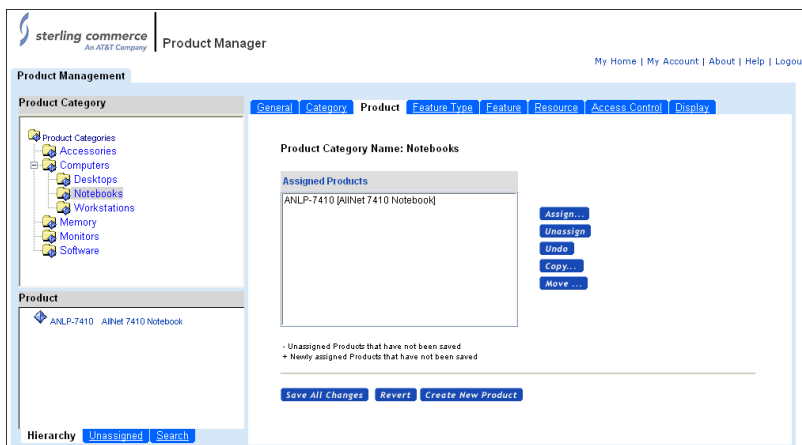 sterling commerce
An AT&T Company
Product Manager
My Home | My Account | About | Help | Logou
Product Management
Product Category
Product Categories
Accessories
Computers
Desktops
Notebooks
Workstations
Memory
Monitors
Software
Product
ANLP-7410 AllNet 7410 Notebook
Hierarchy Unassigned Search
General Category Product Feature Type Feature Resource Access Control Display
Product Category Name: Notebooks
Assigned Products
ANLP-7410 [AllNet 7410 Notebook]
Assign...
Unassign
Undo
Copy...
Move ...
- Unassigned Products that have not been saved
+ Newly assigned Products that have not been saved
Save All Changes Revert Create New Product